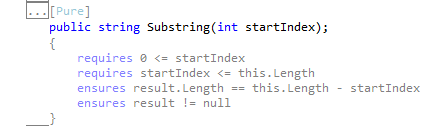 ...[Pure]
public string Substring(int startIndex);
{
requires 0 <= startIndex
requires startIndex <= this.Length
ensures result.Length == this.Length - startIndex
ensures result != null
}